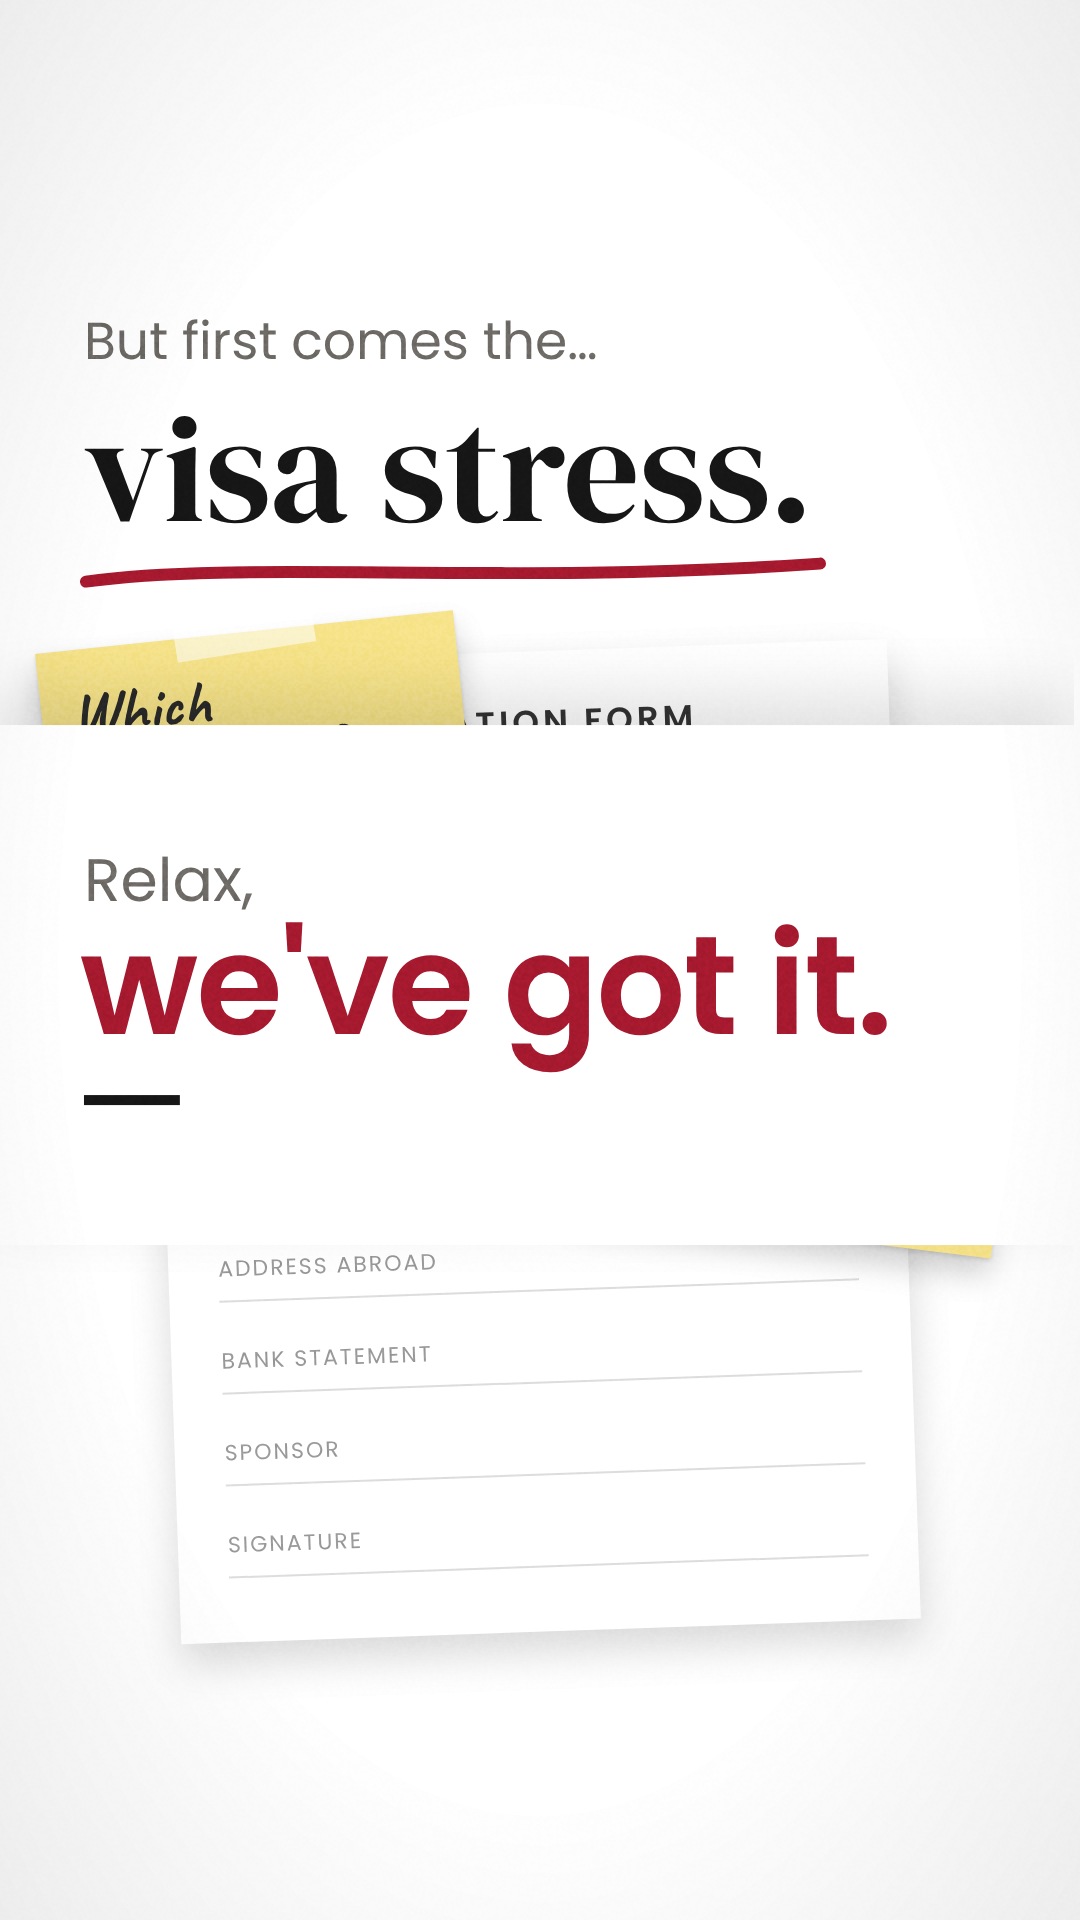 But first comes the...
visa stress.
Which
TION FORM
Relax,
we've got it.
ADDRESS ABROAD
BANK STATEMENT
SPONSOR
SIGNATURE